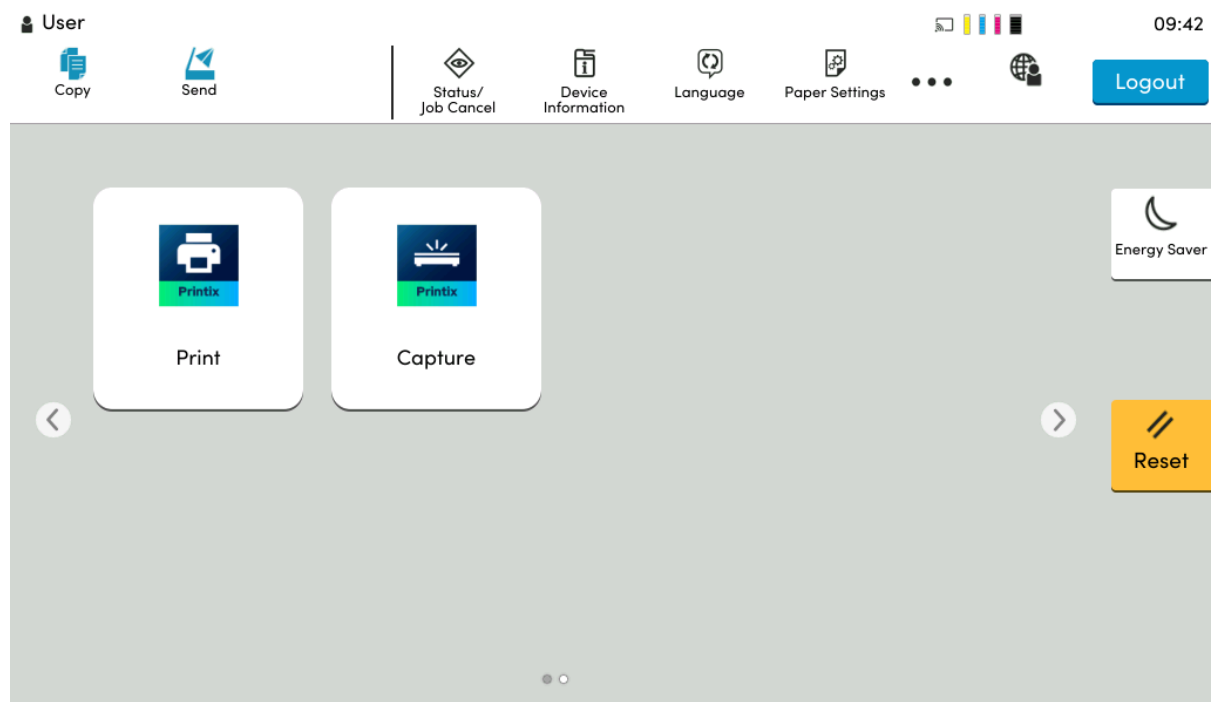 User
09:42
Copy
Send
Status/
Job Cancel
Device
Information
Language
Paper Settings
Logout
Printix
Print
Printix
Capture
Energy Saver
Reset